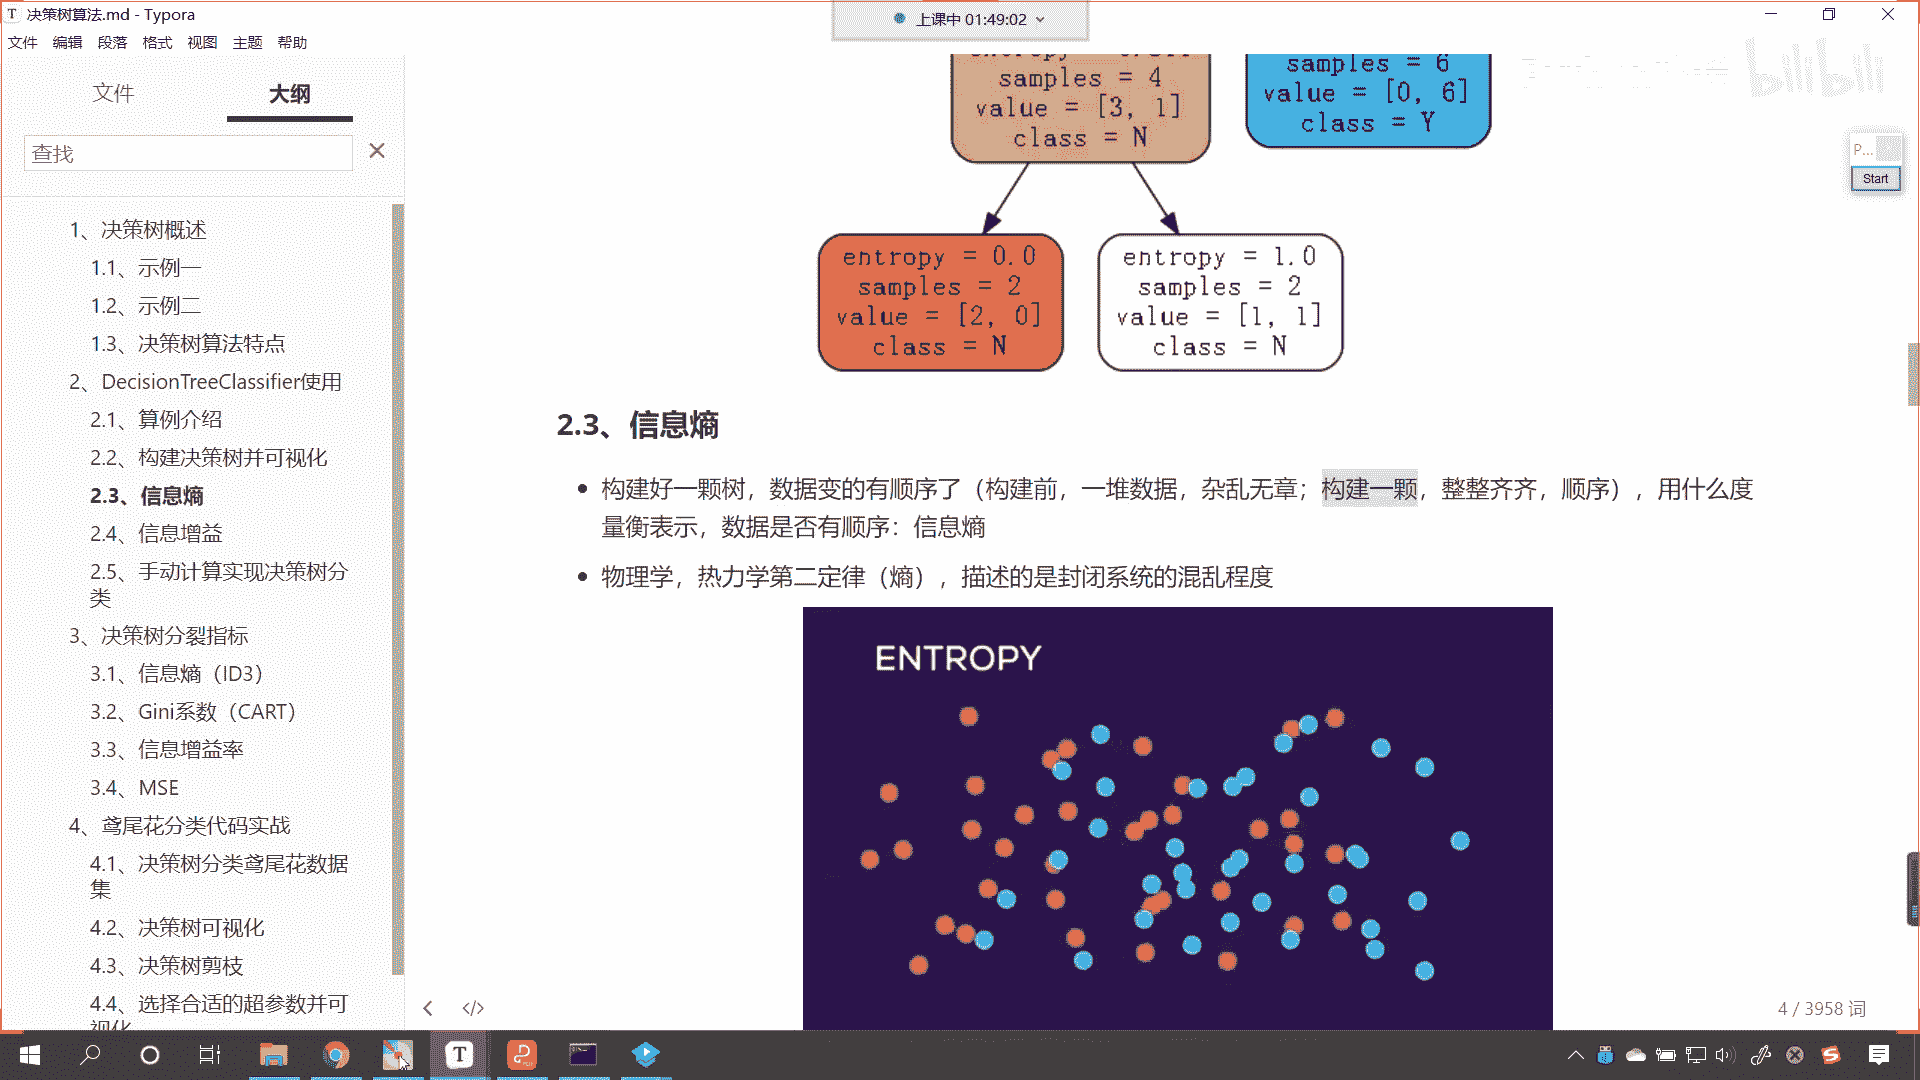 决策树算法.md - Typora
上课中 01:49:02
文件 编辑 段落 格式 视图 主题 帮助
bilibili
文件 大纲
查找
1、决策树概述
1.1、示例一
1.2、示例二
1.3、决策树算法特点
2、DecisionTreeClassifier使用
2.1、算例介绍
2.2、构建决策树并可视化
2.3、信息熵
2.4、信息增益
2.5、手动计算实现决策树分
类
3、决策树分裂指标
3.1、信息熵（ID3）
3.2、Gini系数（CART）
3.3、信息增益率
3.4、MSE
4、鸢尾花分类代码实战
4.1、决策树分类鸢尾花数据
集
4.2、决策树可视化
4.3、决策树剪枝
4.4、选择合适的超参数并可
视化
samples = 4
value = [3, 1]
class = N
samples = 6
value = [0, 6]
class = Y
P...
Start
entropy = 0.0
samples = 2
value = [2, 0]
class = N
entropy = 1.0
samples = 2
value = [1, 1]
class = N
2.3、信息熵
构建好一颗树，数据变的有顺序了（构建前，一堆数据，杂乱无章；构建一颗，整整齐齐，顺序），用什么度
量衡表示，数据是否有顺序：信息熵
物理学，热力学第二定律（熵），描述的是封闭系统的混乱程度
ENTROPY
4 / 3958 词